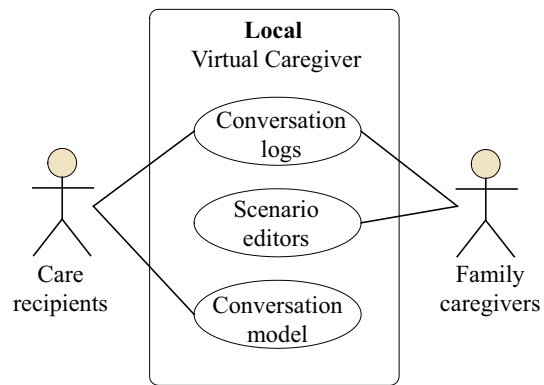 Local
Virtual Caregiver
Conversation
logs
Scenario
editors
Conversation
model
Care
recipients
Family
caregivers